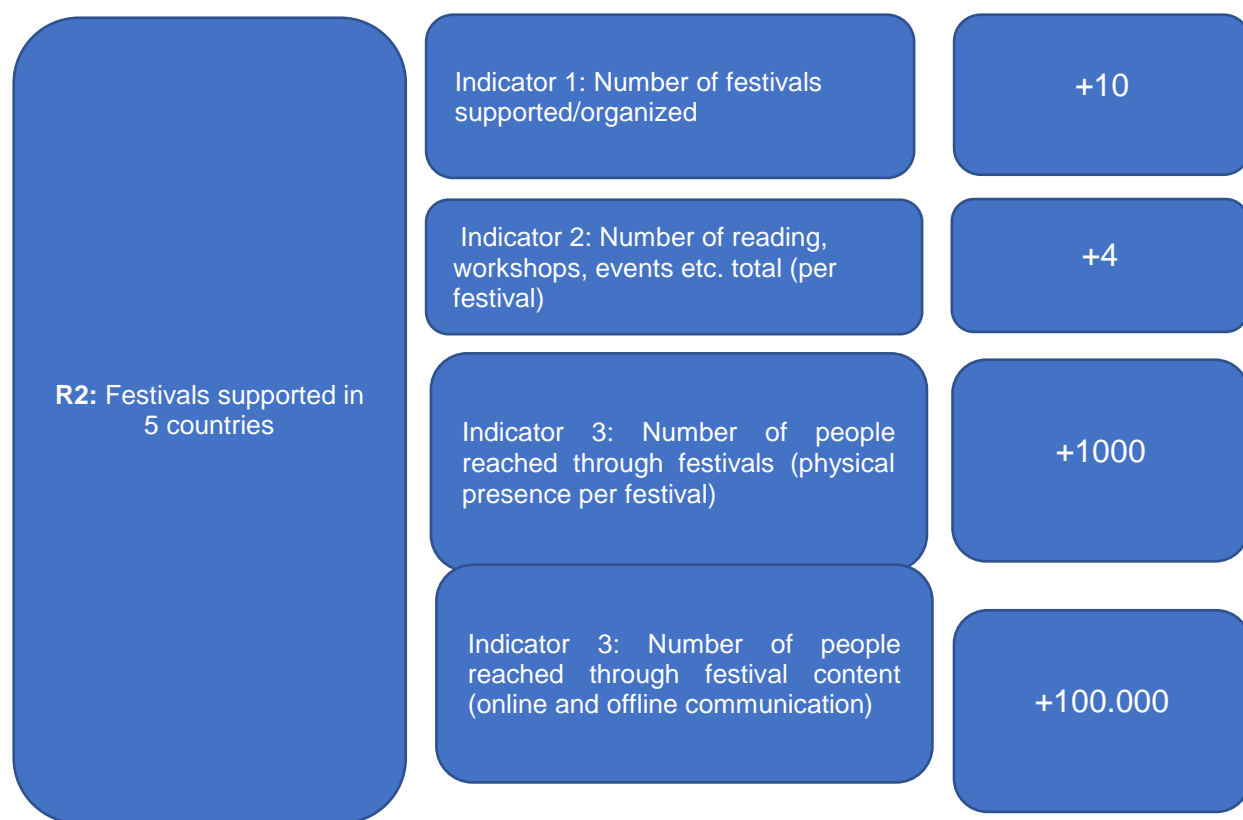 R2: Festivals supported in
5 countries
Indicator 1: Number of festivals
supported/organized
+10
Indicator 2: Number of reading,
workshops, events etc. total (per
festival)
+4
Indicator 3: Number of people
reached through festivals (physical
presence per festival)
+1000
Indicator 3: Number of people
reached through festival content
(online and offline communication)
+100.000